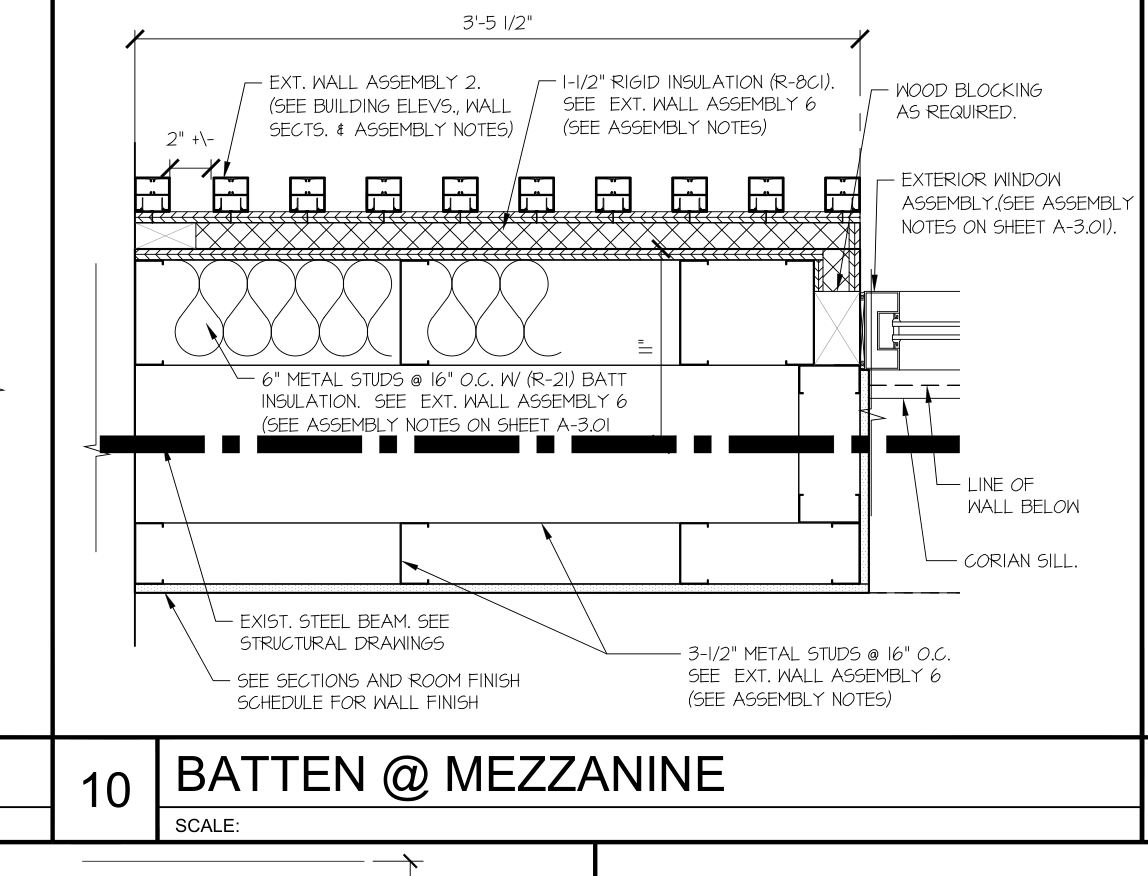 3'-5 1/2"
EXT. WALL ASSEMBLY 2.
(SEE BUILDING ELEVS., WALL
SECTS. & ASSEMBLY NOTES)
1-1/2" RIGID INSULATION (R-8CI).
SEE EXT. WALL ASSEMBLY 6
(SEE ASSEMBLY NOTES)
WOOD BLOCKING
AS REQUIRED.
2" +\-
EXTERIOR WINDOW
ASSEMBLY.(SEE ASSEMBLY
NOTES ON SHEET A-3.01).
11"
6" METAL STUDS @ 16" O.C. W/ (R-21) BATT
INSULATION. SEE EXT. WALL ASSEMBLY 6
(SEE ASSEMBLY NOTES ON SHEET A-3.01
LINE OF
WALL BELOW
CORIAN SILL.
EXIST. STEEL BEAM. SEE
STRUCTURAL DRAWINGS
3-1/2" METAL STUDS @ 16" O.C.
SEE EXT. WALL ASSEMBLY 6
(SEE ASSEMBLY NOTES)
SEE SECTIONS AND ROOM FINISH
SCHEDULE FOR WALL FINISH
10
BATTEN @ MEZZANINE
SCALE: